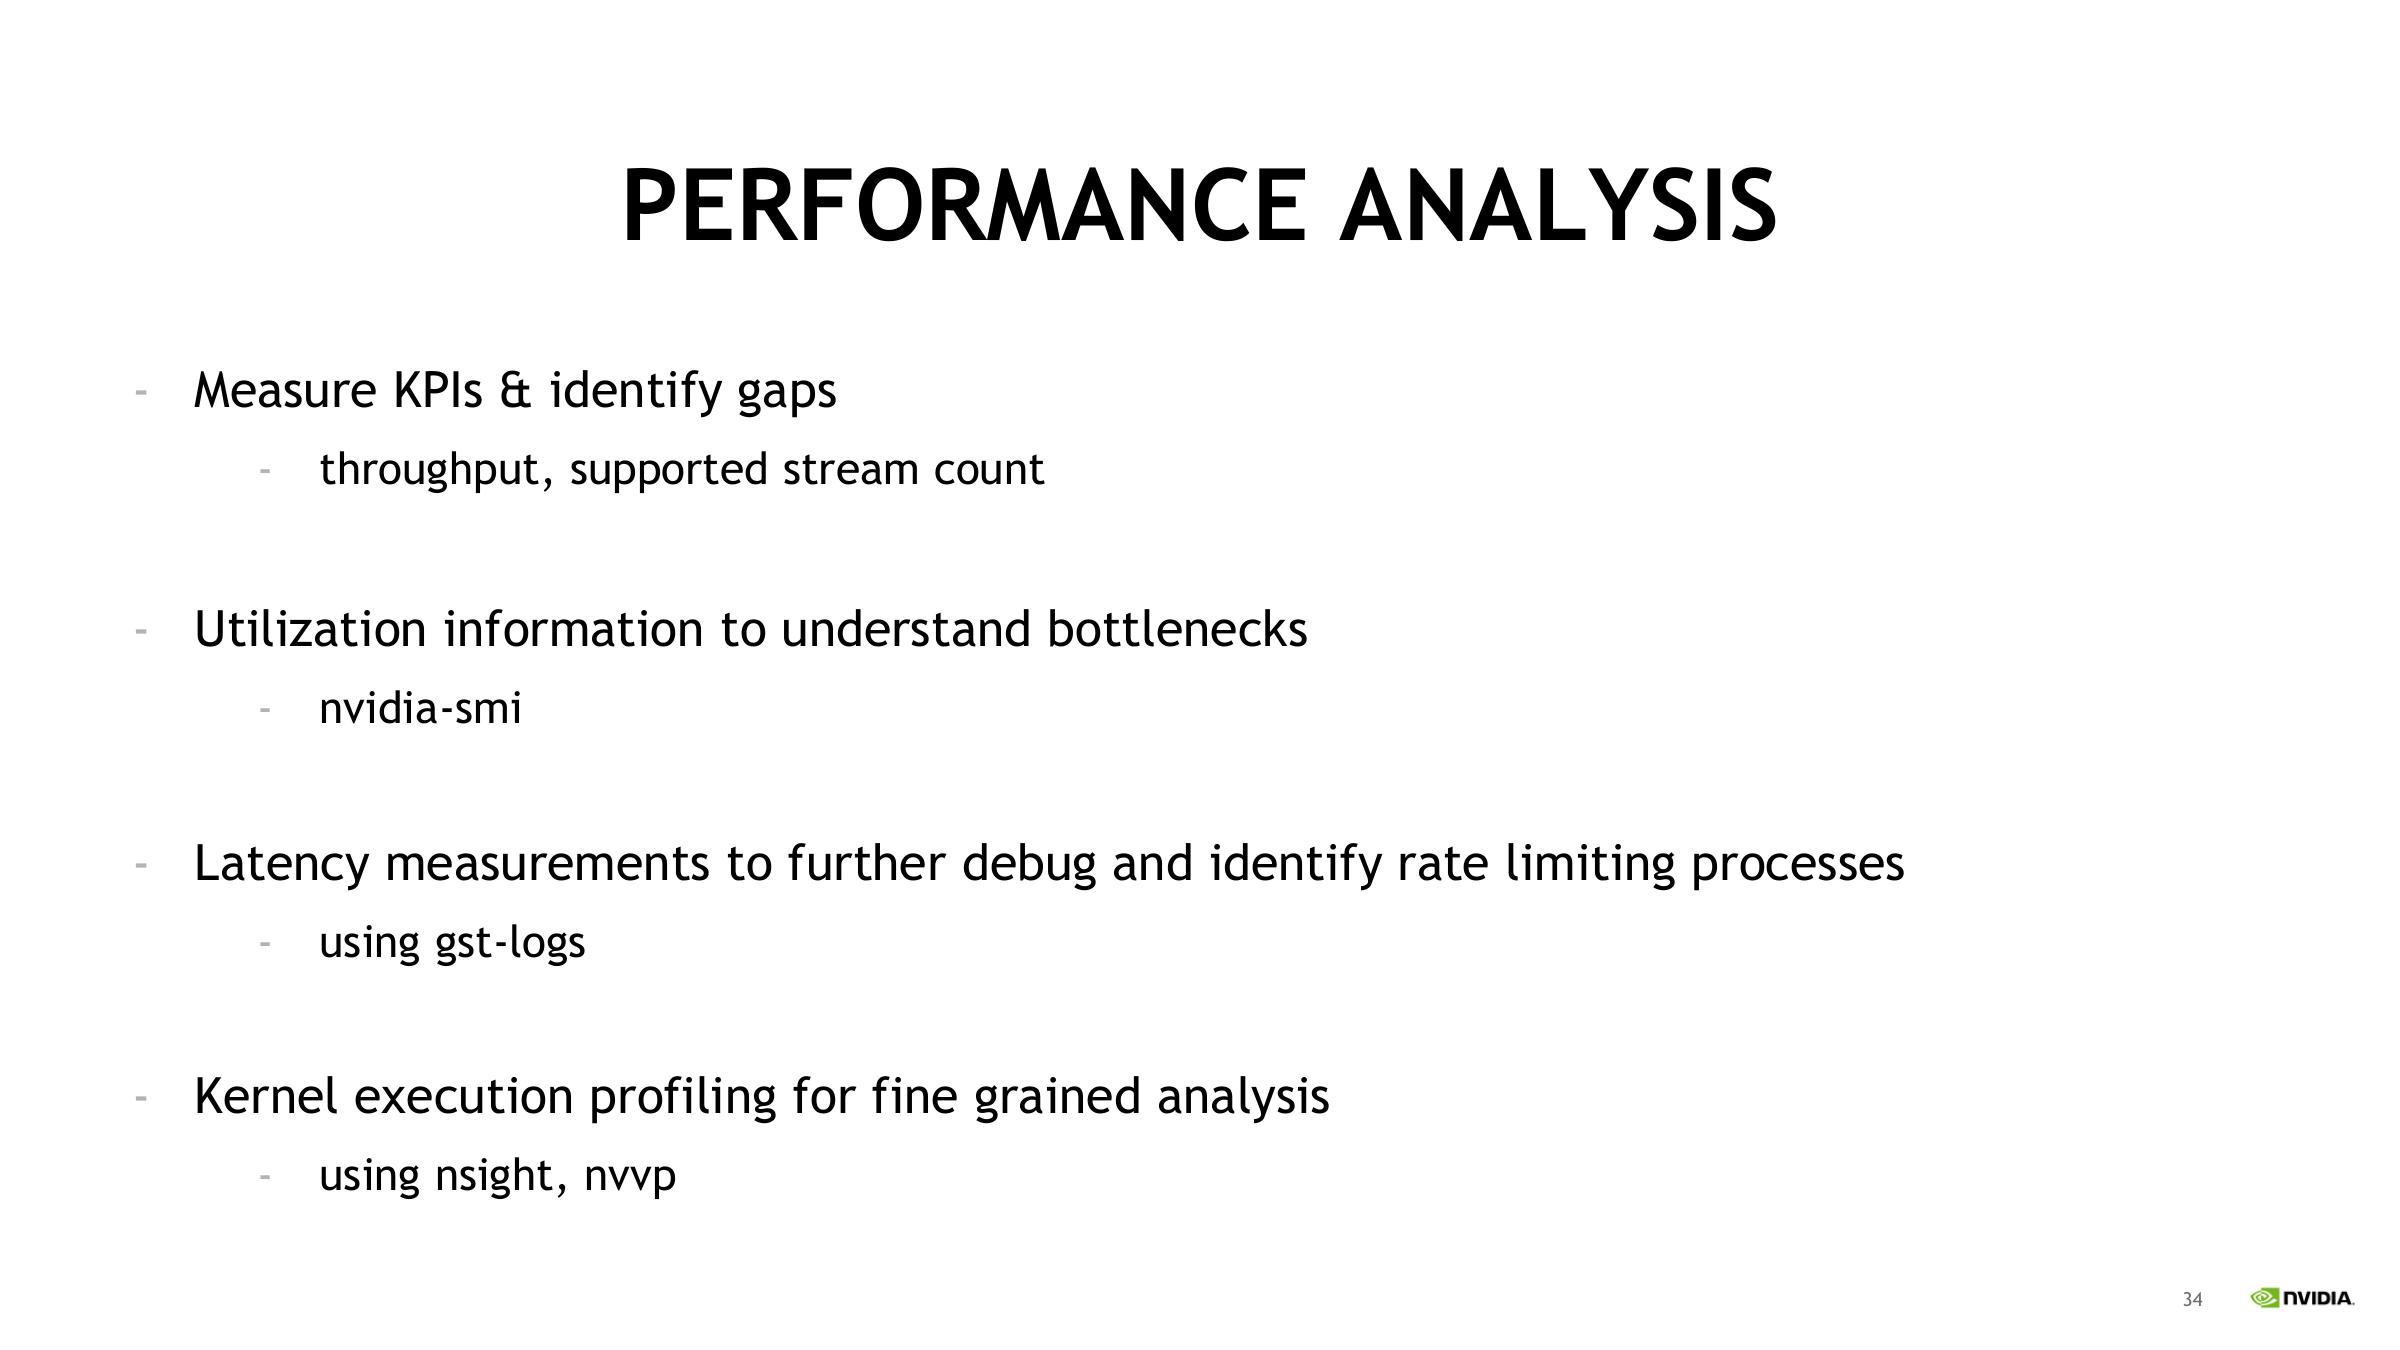 PERFORMANCE ANALYSIS
- Measure KPIs & identify gaps
- throughput, supported stream count
- Utilization information to understand bottlenecks
- nvidia-smi
- Latency measurements to further debug and identify rate limiting processes
- using gst-logs
- Kernel execution profiling for fine grained analysis
- using nsight, nvvp
34 NVIDIA.